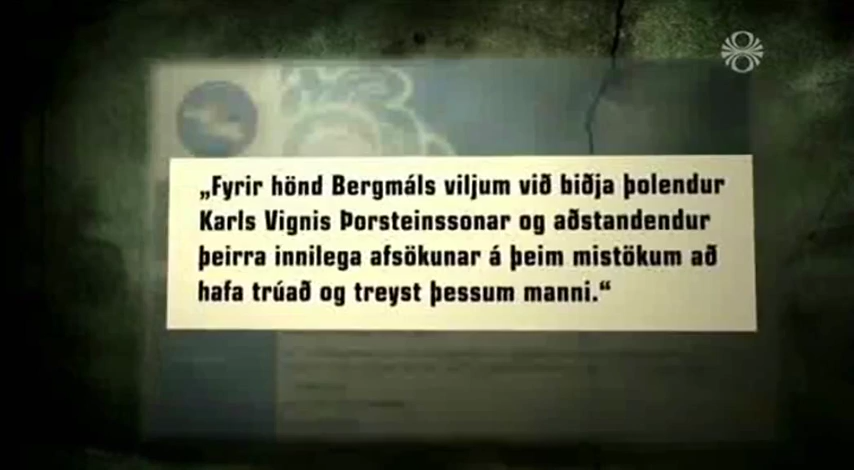 „Fyrir hönd Bergmáls viljum við biðja þolendur
Karls Vignis Þorsteinssonar og aðstandendur
þeirra innilega afsökunar á þeim mistökum að
hafa trúað og treyst þessum manni.“